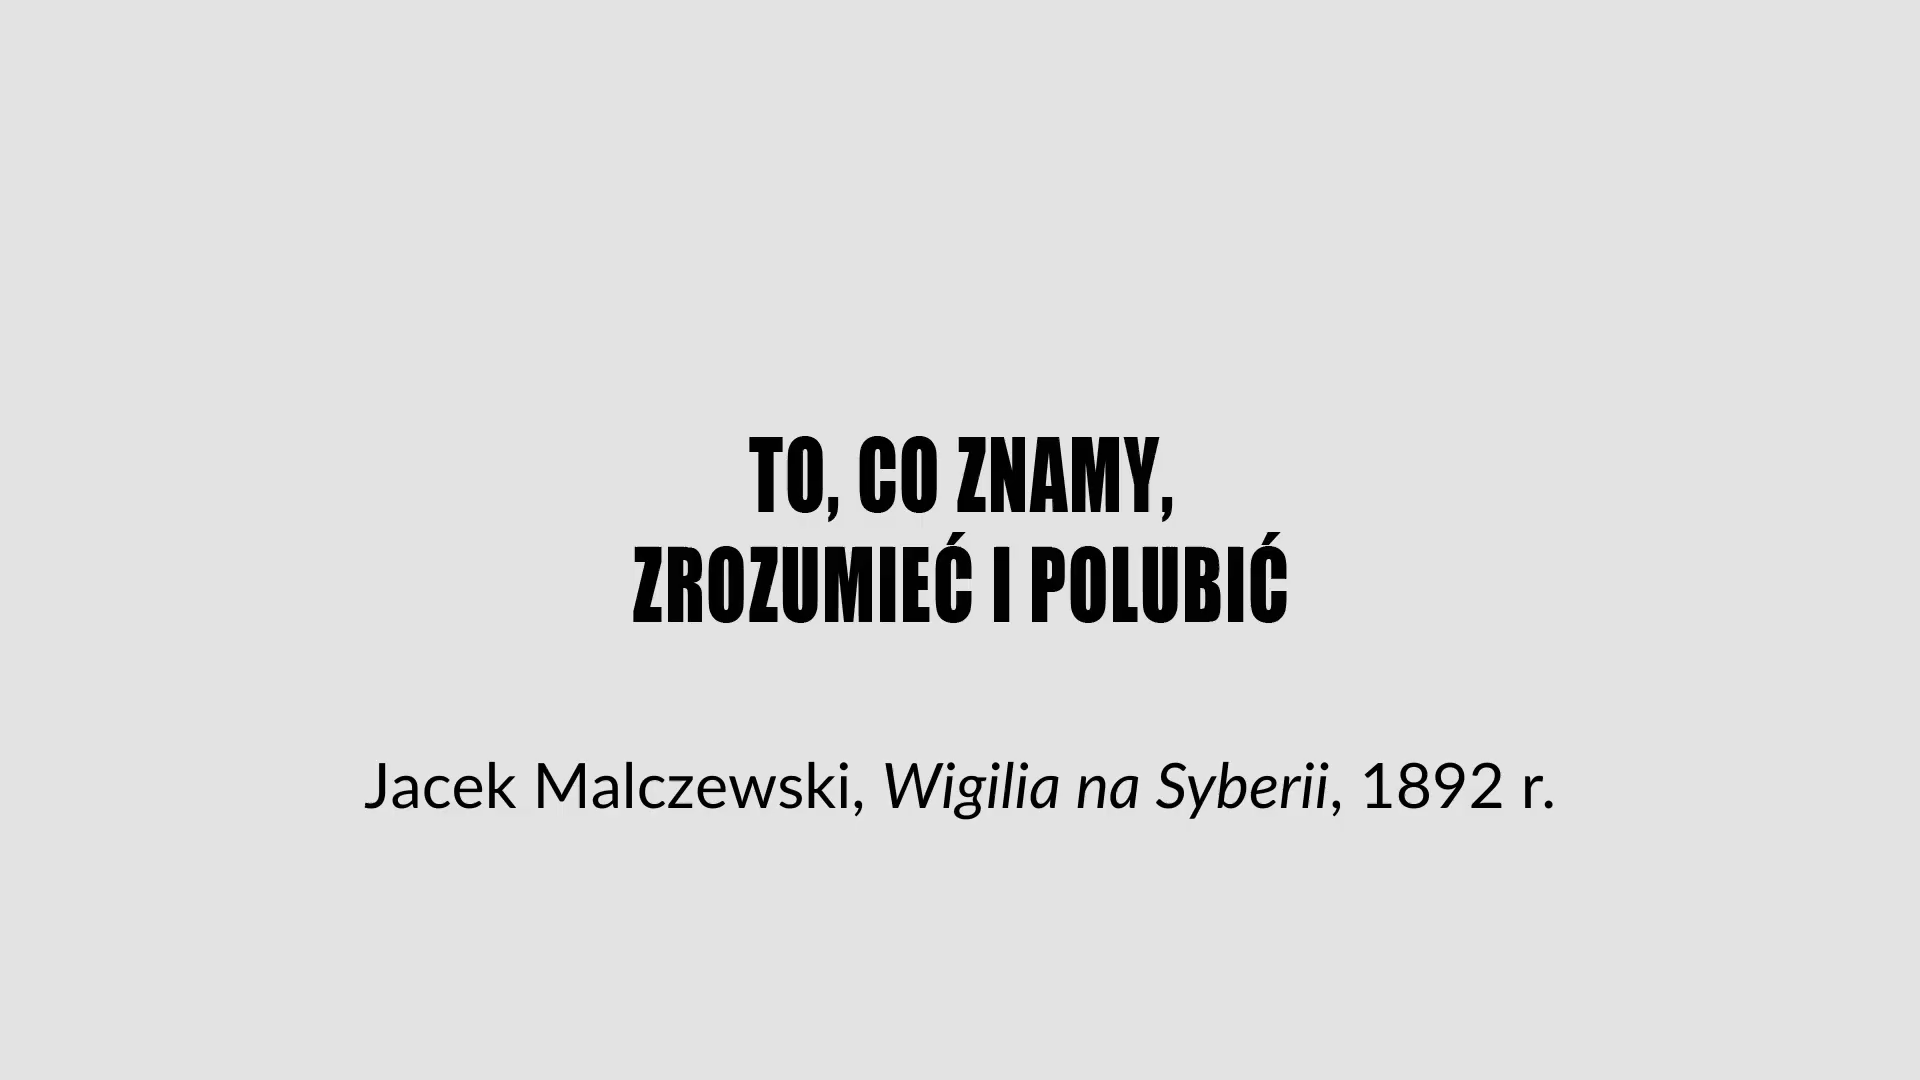 TO, CO ZNAMY,
ZROZUMIEĆ I POLUBIĆ
Jacek Malczewski, Wigilia na Syberii, 1892 r.